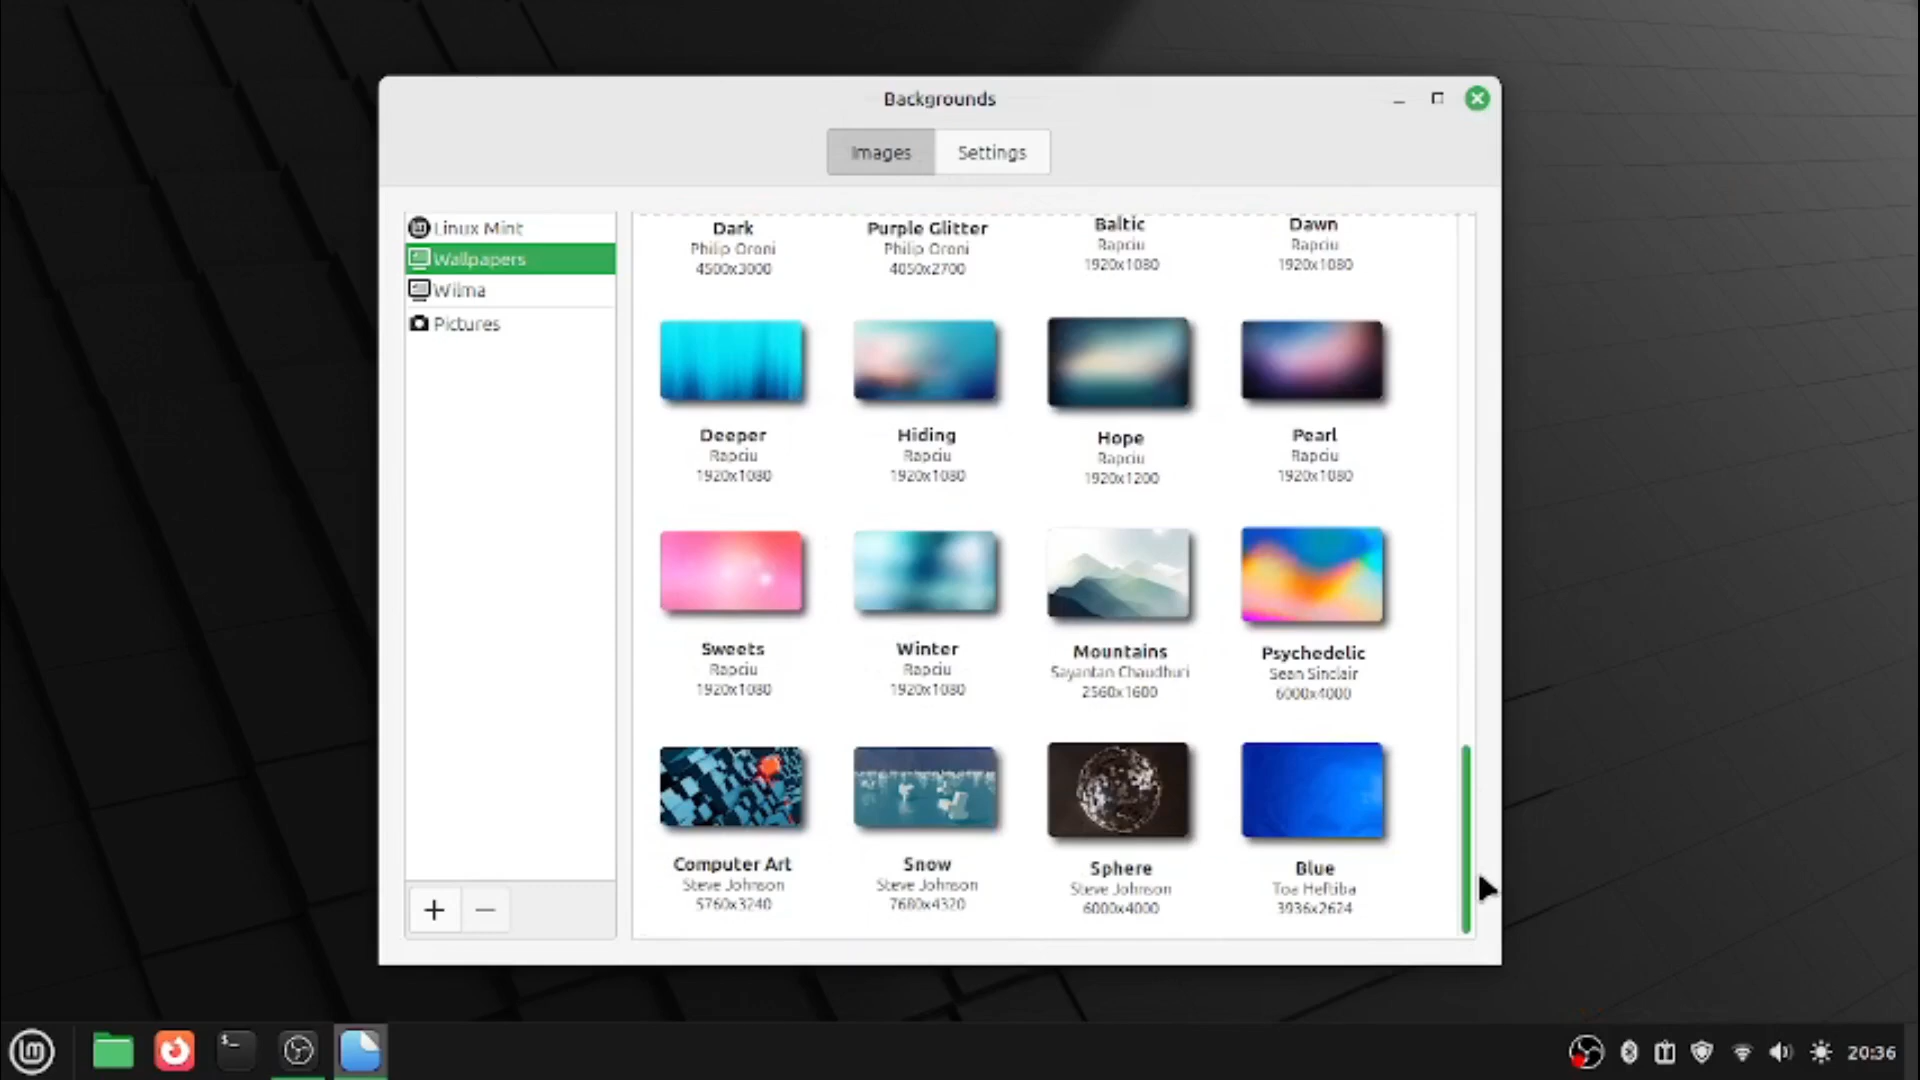 Backgrounds
Images Settings
Linux Mint
Wallpapers
Wilma
Pictures
Dark Purple Glitter Baltic Dawn
Philip Oroni Philip Oroni Rapciu Rapciu
4500x3000 4050x2700 1920x1080 1920x1080
Deeper Hiding Hope Pearl
Rapciu Rapciu Rapciu Rapciu
1920x1080 1920x1080 1920x1200 1920x1080
Sweets Winter Mountains Psychedelic
Rapciu Rapciu Sayantan Chaudhuri Sean Sinclair
1920x1080 1920x1080 2560x1600 6000x4000
Computer Art Snow Sphere Blue
Steve Johnson Steve Johnson Steve Johnson Toa Heftiba
5760x3240 7680x4320 6000x4000 3936x2624
20:36